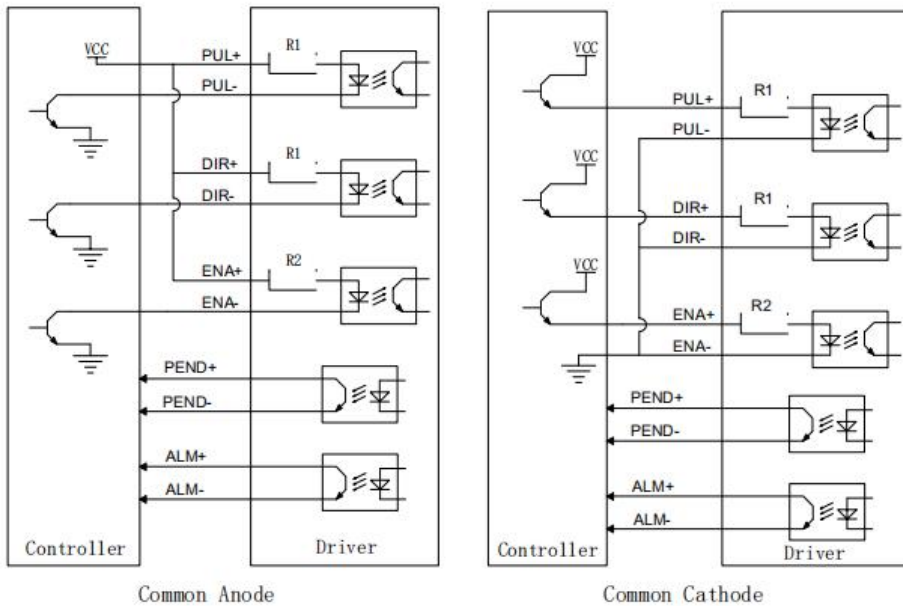 VCC
PUL+
R1
PUL-
DIR+
R1
DIR-
ENA+
R2
ENA-
PEND+
PEND-
ALM+
ALM-
Controller
Driver
Common Anode
VCC
PUL+
R1
PUL-
VCC
DIR+
R1
DIR-
VCC
ENA+
R2
ENA-
PEND+
PEND-
ALM+
ALM-
Controller
Driver
Common Cathode